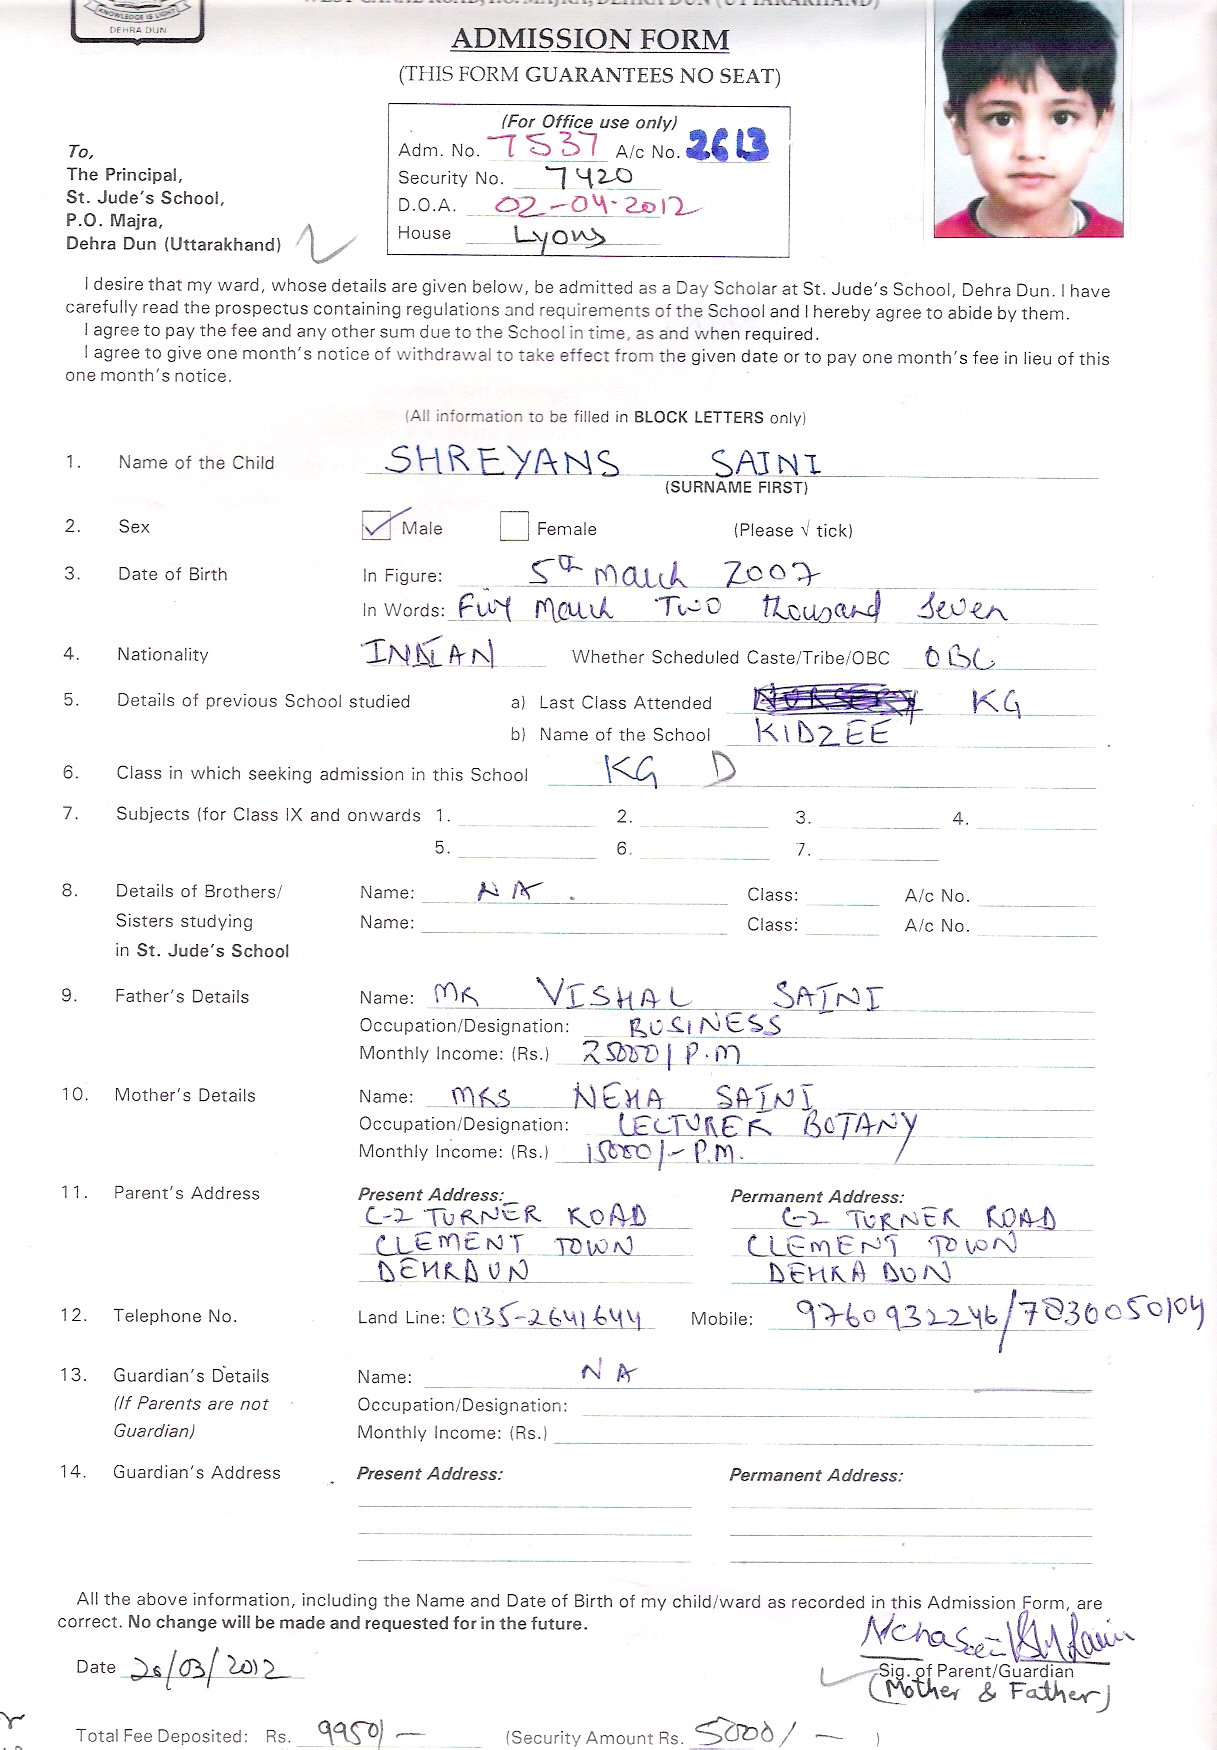 KNOWLEDGE IS LIGHT
DEHRA DUN
ADMISSION FORM
(THIS FORM GUARANTEES NO SEAT)
(For Office use only)
Adm. No. 7537 A/c No. 2613
Security No. 7420
D.O.A. 02-04-2012
House Lyons
To,
The Principal,
St. Jude's School,
P.O. Majra,
Dehra Dun (Uttarakhand)
I desire that my ward, whose details are given below, be admitted as a Day Scholar at St. Jude's School, Dehra Dun. I have
carefully read the prospectus containing regulations and requirements of the School and I hereby agree to abide by them.
I agree to pay the fee and any other sum due to the School in time, as and when required.
I agree to give one month's notice of withdrawal to take effect from the given date or to pay one month's fee in lieu of this
one month's notice.
(All information to be filled in BLOCK LETTERS only)
1. Name of the Child SHREYANS SAINI
(SURNAME FIRST)
2. Sex Male Female (Please √ tick)
3. Date of Birth In Figure: 5th March 2007
In Words: Five March Two thousand Seven
4. Nationality INDIAN Whether Scheduled Caste/Tribe/OBC OBC
5. Details of previous School studied a) Last Class Attended NURSERY KG
b) Name of the School KIDZEE
6. Class in which seeking admission in this School KG D
7. Subjects (for Class IX and onwards 1. 2. 3. 4.
5. 6. 7.
8. Details of Brothers/ Name: NA. Class: A/c No.
Sisters studying Name: Class: A/c No.
in St. Jude's School
9. Father's Details Name: MR VISHAL SAINI
Occupation/Designation: BUSINESS
Monthly Income: (Rs.) 25000/ P.M
10. Mother's Details Name: MRS NEHA SAINI
Occupation/Designation: LECTURER BOTANY
Monthly Income: (Rs.) 15000/- P.M.
11. Parent's Address Present Address: Permanent Address:
C-2 TURNER ROAD C-2 TURNER ROAD
CLEMENT TOWN CLEMENT TOWN
DEHRADUN DEHRA DUN
12. Telephone No. Land Line: 0135-2641644 Mobile: 9760932246/7830050104
13. Guardian's Details Name: NA
(If Parents are not Occupation/Designation:
Guardian) Monthly Income: (Rs.)
14. Guardian's Address Present Address: Permanent Address:
All the above information, including the Name and Date of Birth of my child/ward as recorded in this Admission Form, are
correct. No change will be made and requested for in the future.
Date 26/03/2012
Sig. of Parent/Guardian
(Mother & Father)
Total Fee Deposited: Rs. 9950/- (Security Amount Rs. 5000/- )